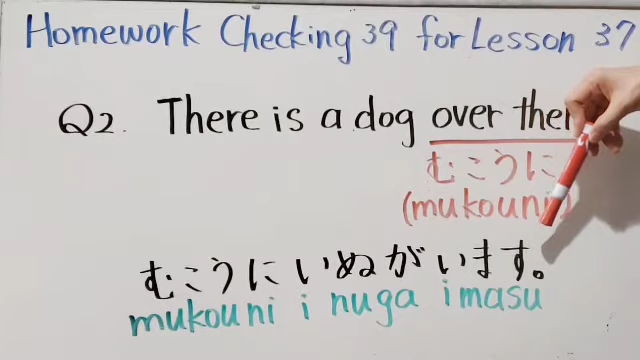 Homework Checking 39 for Lesson 37
Q2. There is a dog over ther
むこうに
(mukouni)
むこうにいぬがいます。
mukouni i nuga imasu